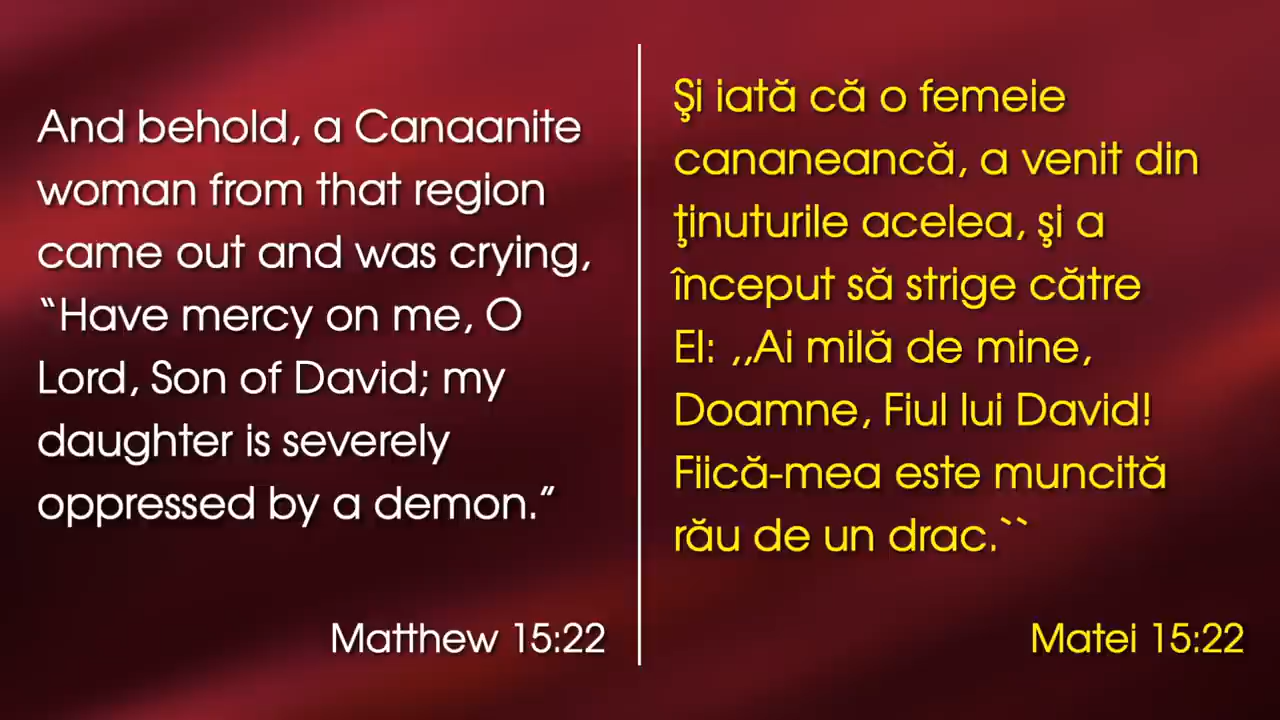 And behold, a Canaanite
woman from that region
came out and was crying,
“Have mercy on me, O
Lord, Son of David; my
daughter is severely
oppressed by a demon.”
Matthew 15:22
Şi iată că o femeie
cananeancă, a venit din
ţinuturile acelea, şi a
început să strige către
El: ,,Ai milă de mine,
Doamne, Fiul lui David!
Fiică-mea este muncită
rău de un drac.``
Matei 15:22